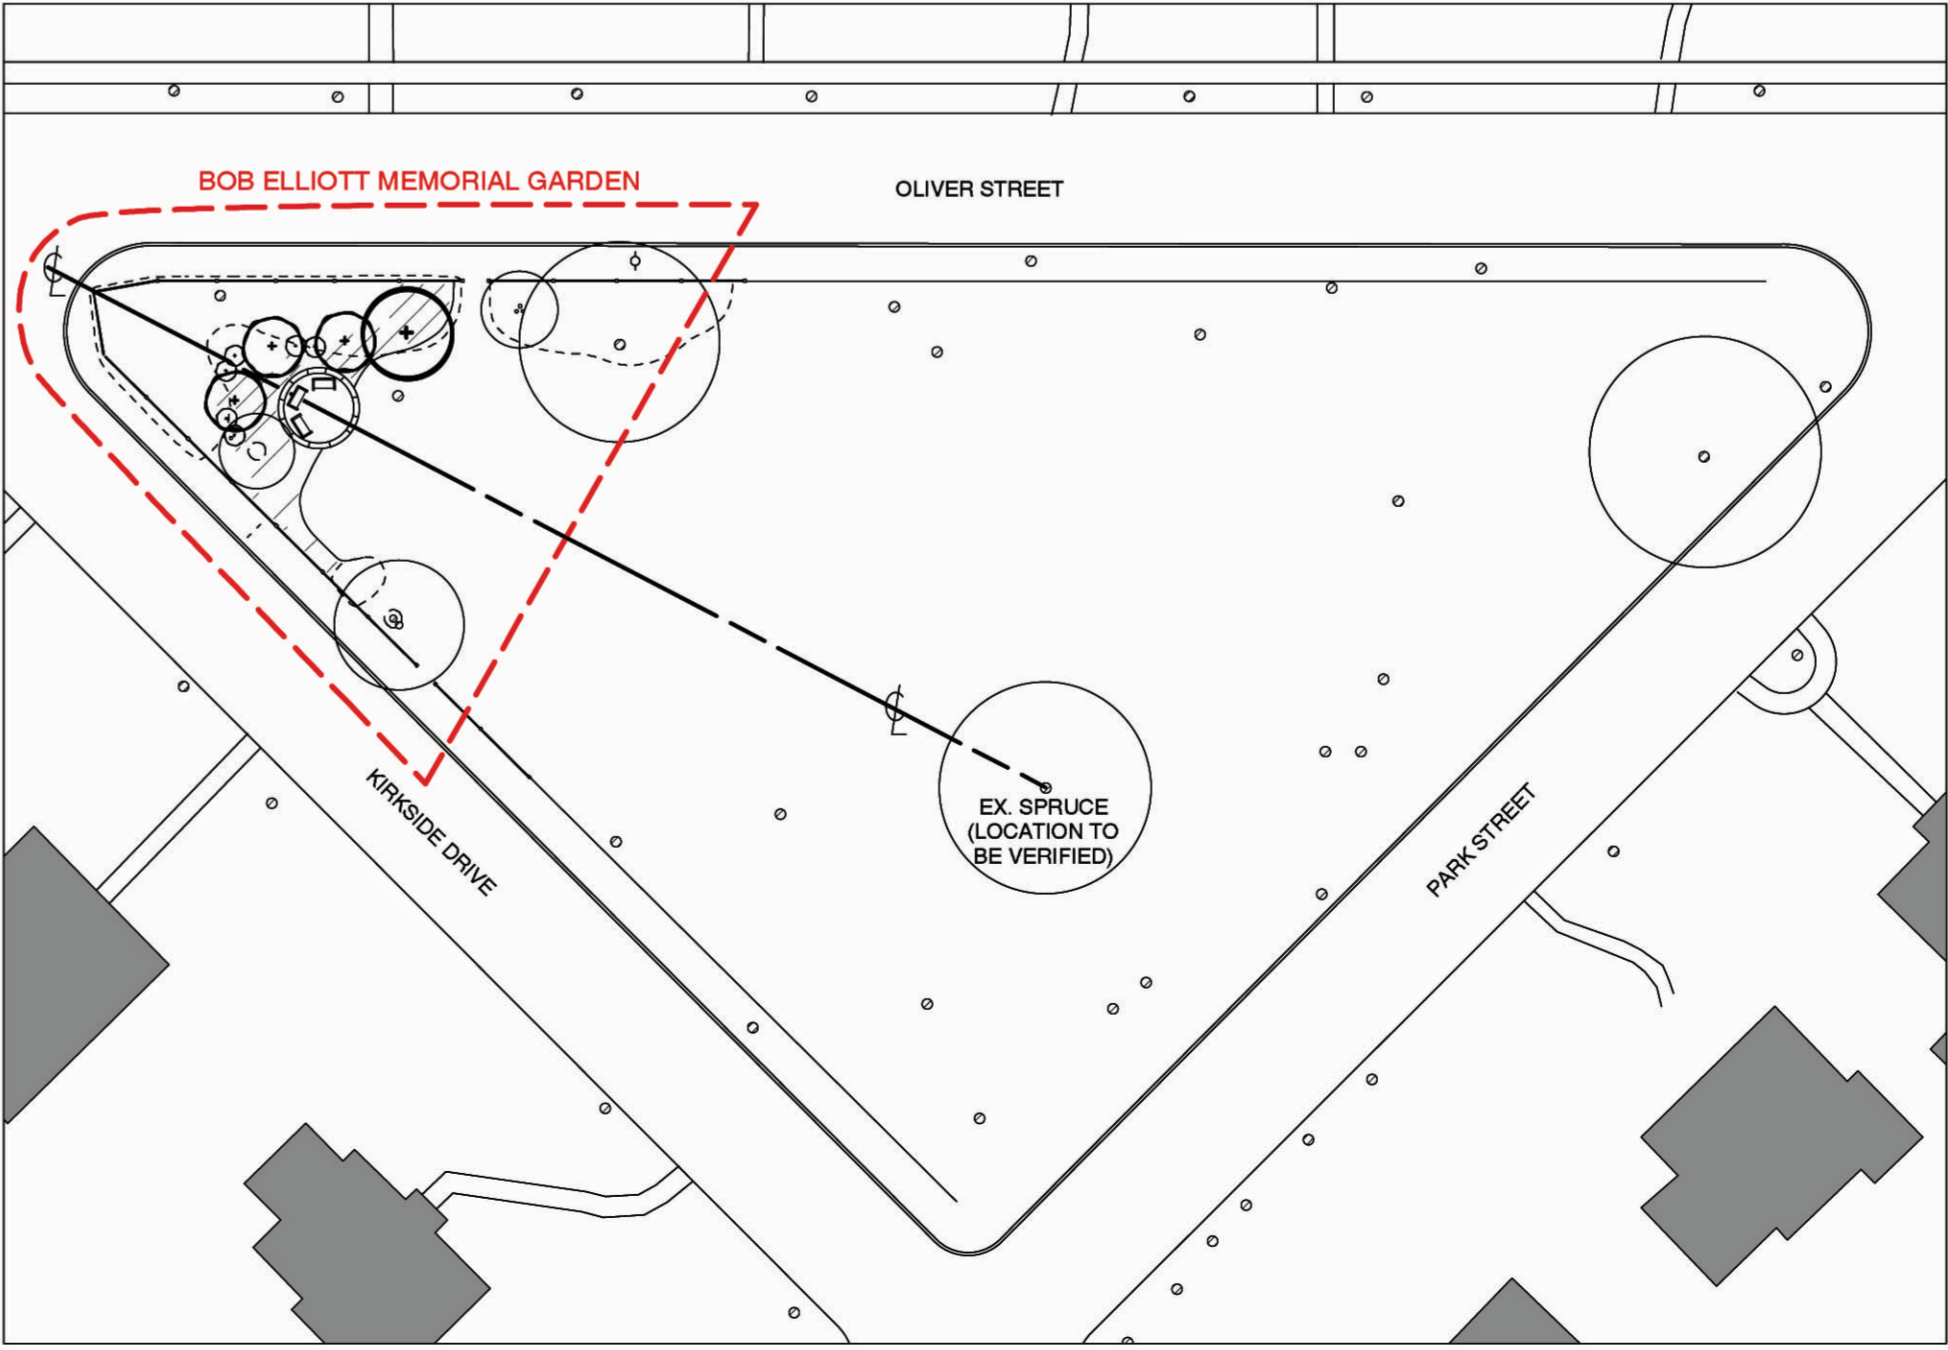 BOB ELLIOTT MEMORIAL GARDEN
OLIVER STREET
KIRKSIDE DRIVE
EX. SPRUCE
(LOCATION TO
BE VERIFIED)
PARK STREET